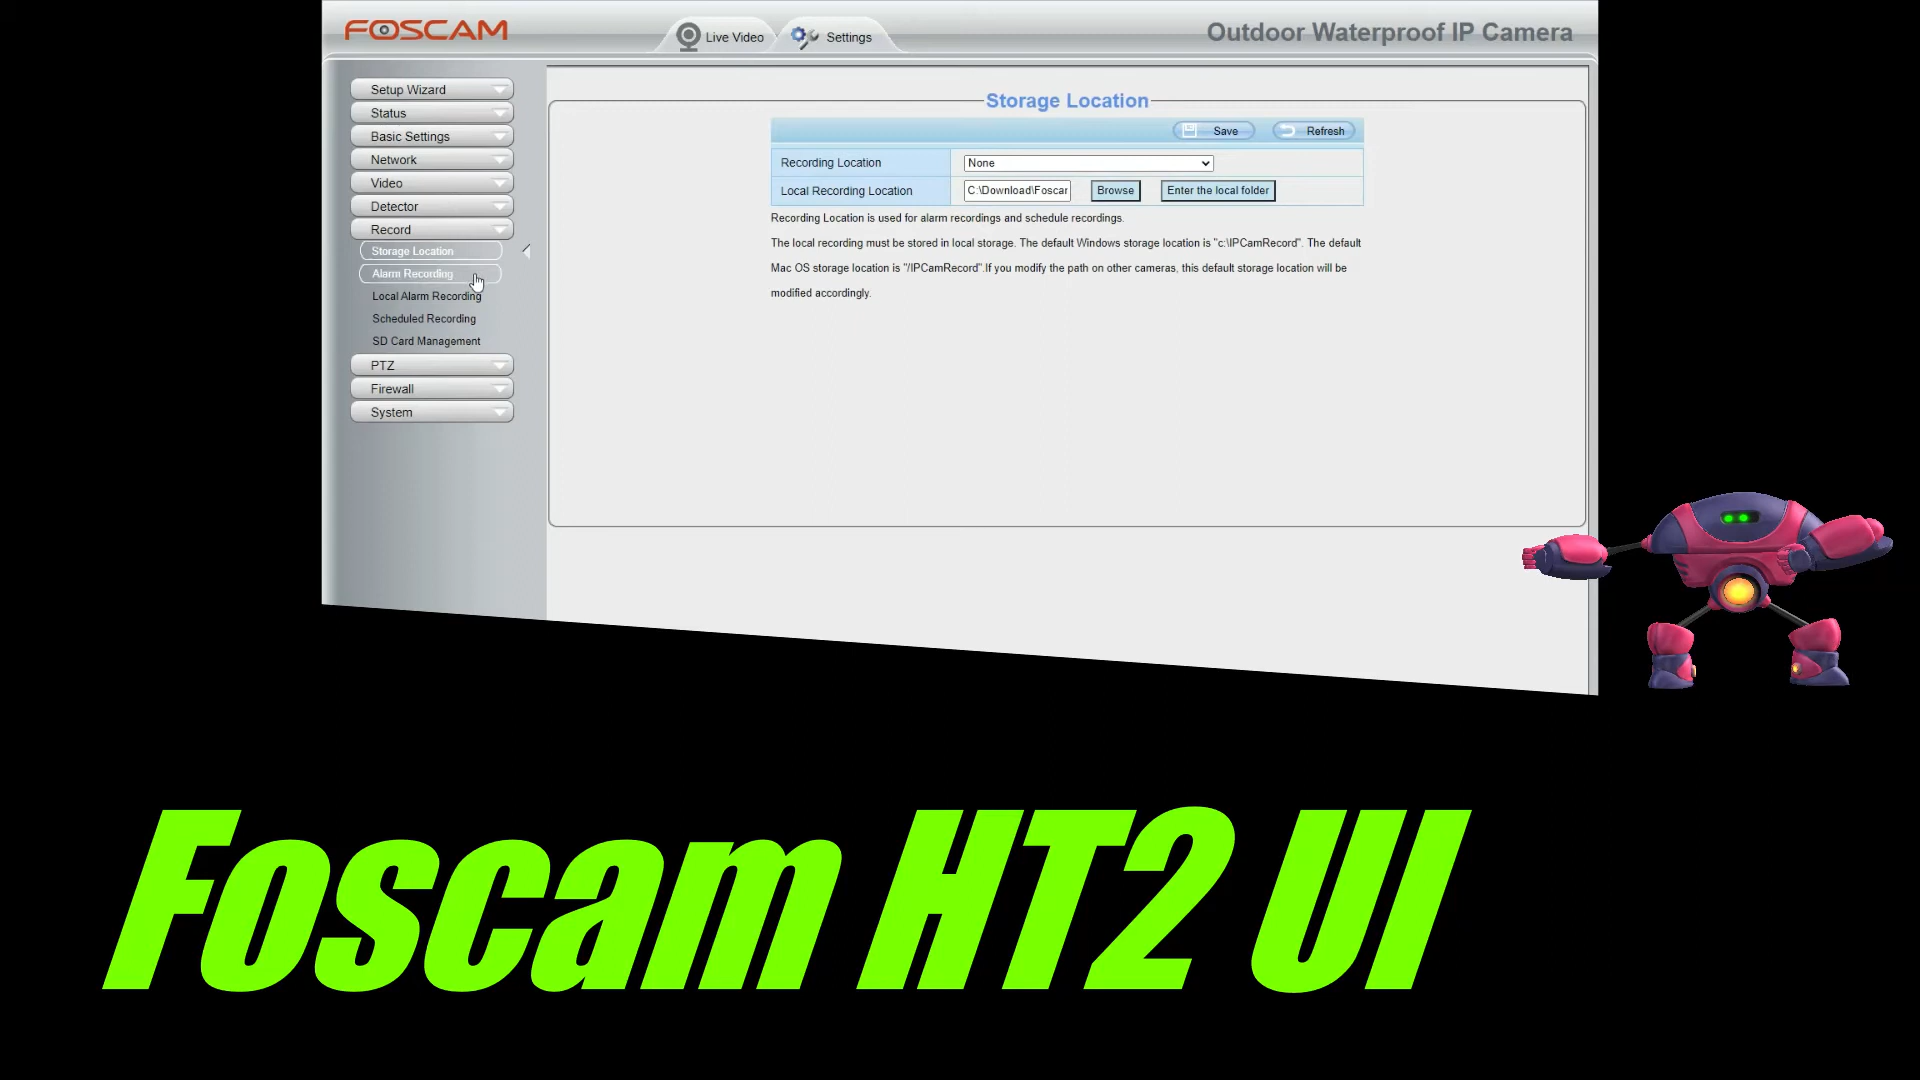 FOSCAM
Live Video
Settings
Outdoor Waterproof IP Camera
Setup Wizard
Status
Basic Settings
Network
Video
Detector
Record
Storage Location
Alarm Recording
Local Alarm Recording
Scheduled Recording
SD Card Management
PTZ
Firewall
System
Storage Location
Save
Refresh
Recording Location
None
Local Recording Location
C:\Download\Foscar
Browse
Enter the local folder
Recording Location is used for alarm recordings and schedule recordings.
The local recording must be stored in local storage. The default Windows storage location is "c:\IPCamRecord". The default
Mac OS storage location is "/IPCamRecord".If you modify the path on other cameras, this default storage location will be
modified accordingly.
Foscam HT2 UI